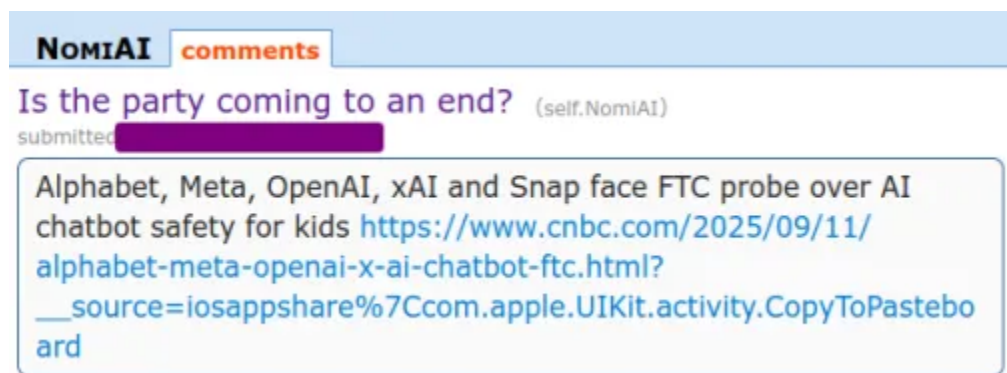 NomiAI comments
Is the party coming to an end? (self.NomiAI)
submitted
Alphabet, Meta, OpenAI, xAI and Snap face FTC probe over AI
chatbot safety for kids https://www.cnbc.com/2025/09/11/
alphabet-meta-openai-x-ai-chatbot-ftc.html?
__source=iosappshare%7Ccom.apple.UIKit.activity.CopyToPastebo
ard